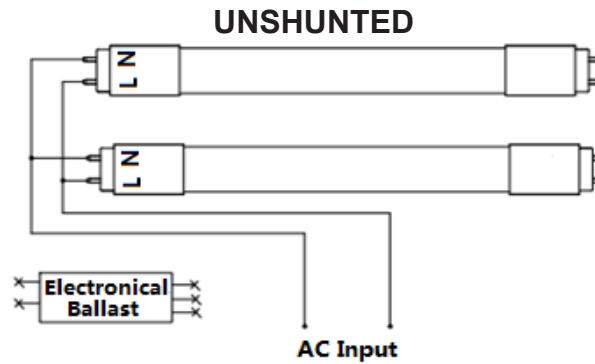 UNSHUNTED
L N
L N
Electronical
Ballast
AC Input